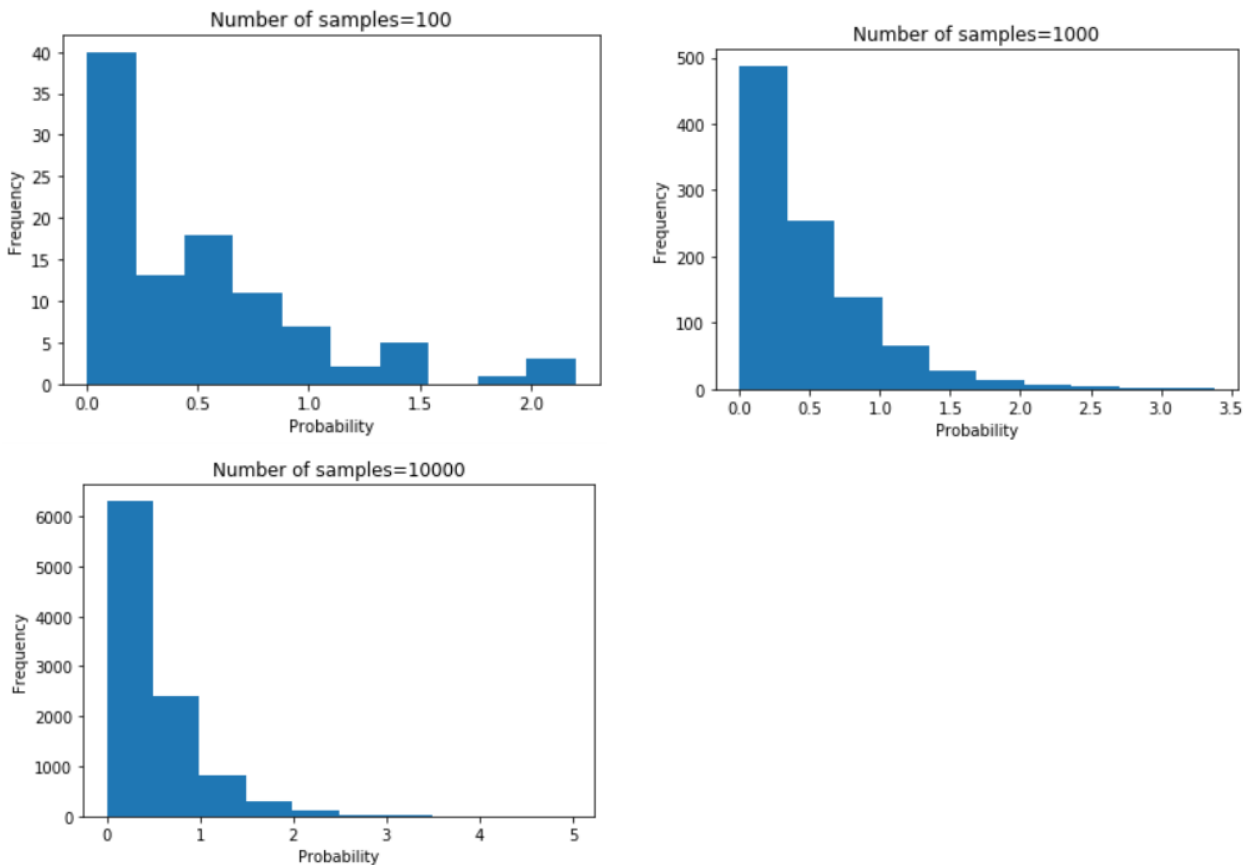 Number of samples=100
40
35
30
25
20
15
10
5
0
Frequency
0.0 0.5 1.0 1.5 2.0
Probability
Number of samples=1000
500
400
300
200
100
0
Frequency
0.0 0.5 1.0 1.5 2.0 2.5 3.0 3.5
Probability
Number of samples=10000
6000
5000
4000
3000
2000
1000
0
Frequency
0 1 2 3 4 5
Probability